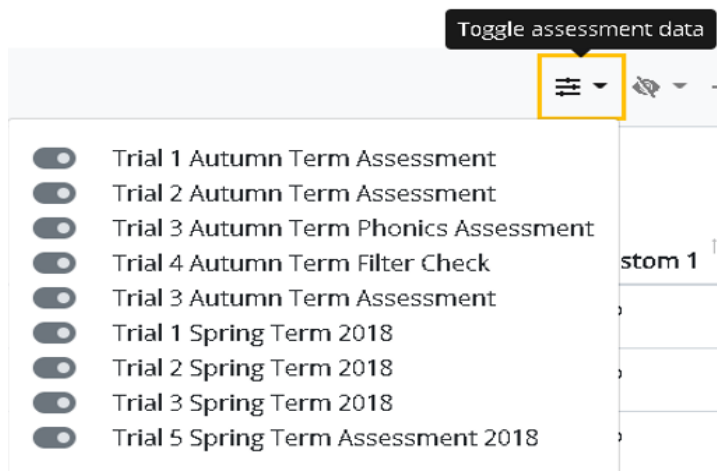 Toggle assessment data
Trial 1 Autumn Term Assessment
Trial 2 Autumn Term Assessment
Trial 3 Autumn Term Phonics Assessment
Trial 4 Autumn Term Filter Check
stom 1
Trial 3 Autumn Term Assessment
Trial 1 Spring Term 2018
Trial 2 Spring Term 2018
Trial 3 Spring Term 2018
Trial 5 Spring Term Assessment 2018